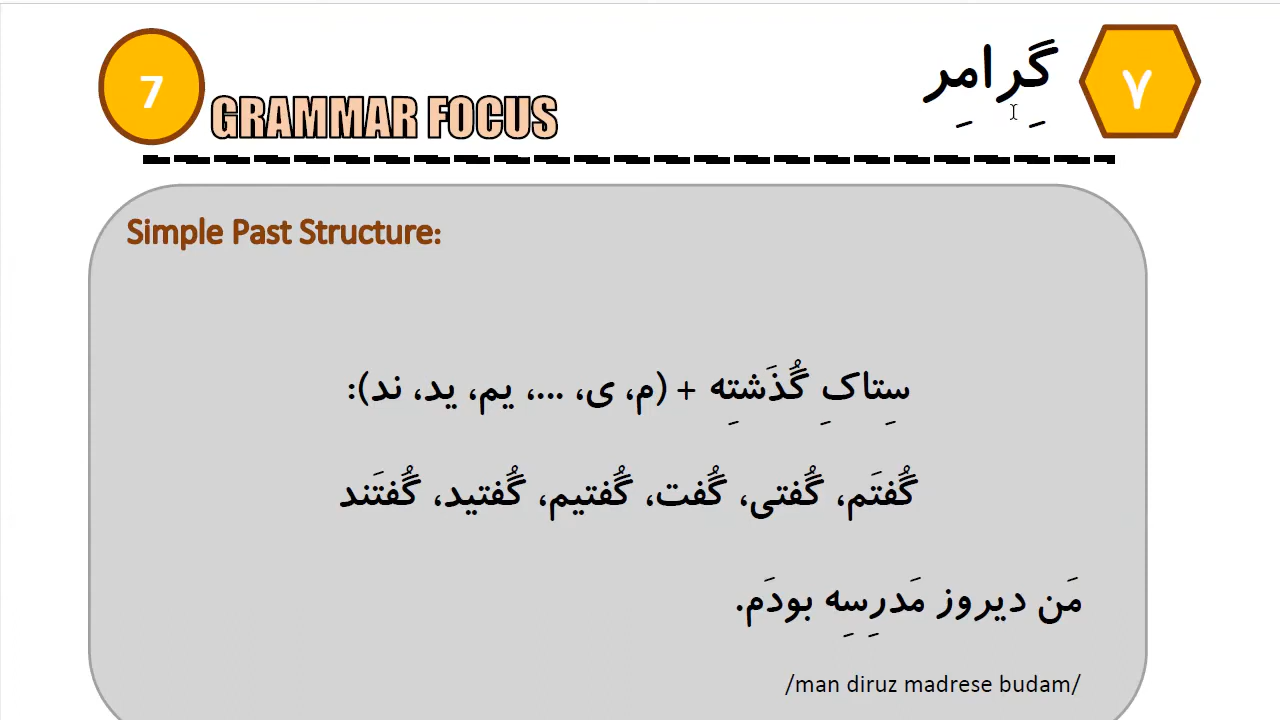 7
GRAMMAR FOCUS
گِرامِر
۷
Simple Past Structure:
سِتاکِ گُذَشتِه + (م، ی، ...، یم، ید، ند):
گُفتَم، گُفتی، گُفت، گُفتیم، گُفتید، گُفتَند
مَن دیروز مَدرِسِه بودَم.
/man diruz madrese budam/